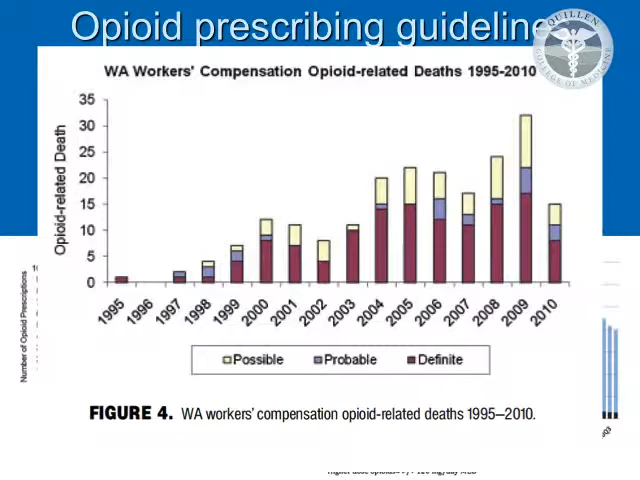 Opioid prescribing guideline
QUILLEN
COLLEGE OF MEDICINE
WA Workers' Compensation Opioid-related Deaths 1995-2010
Opioid-related Death
35
30
25
20
15
10
5
0
1995 1996 1997 1998 1999 2000 2001 2002 2003 2004 2005 2006 2007 2008 2009 2010
Possible Probable Definite
Number of Opioid Prescriptions
FIGURE 4. WA workers' compensation opioid-related deaths 1995–2010.